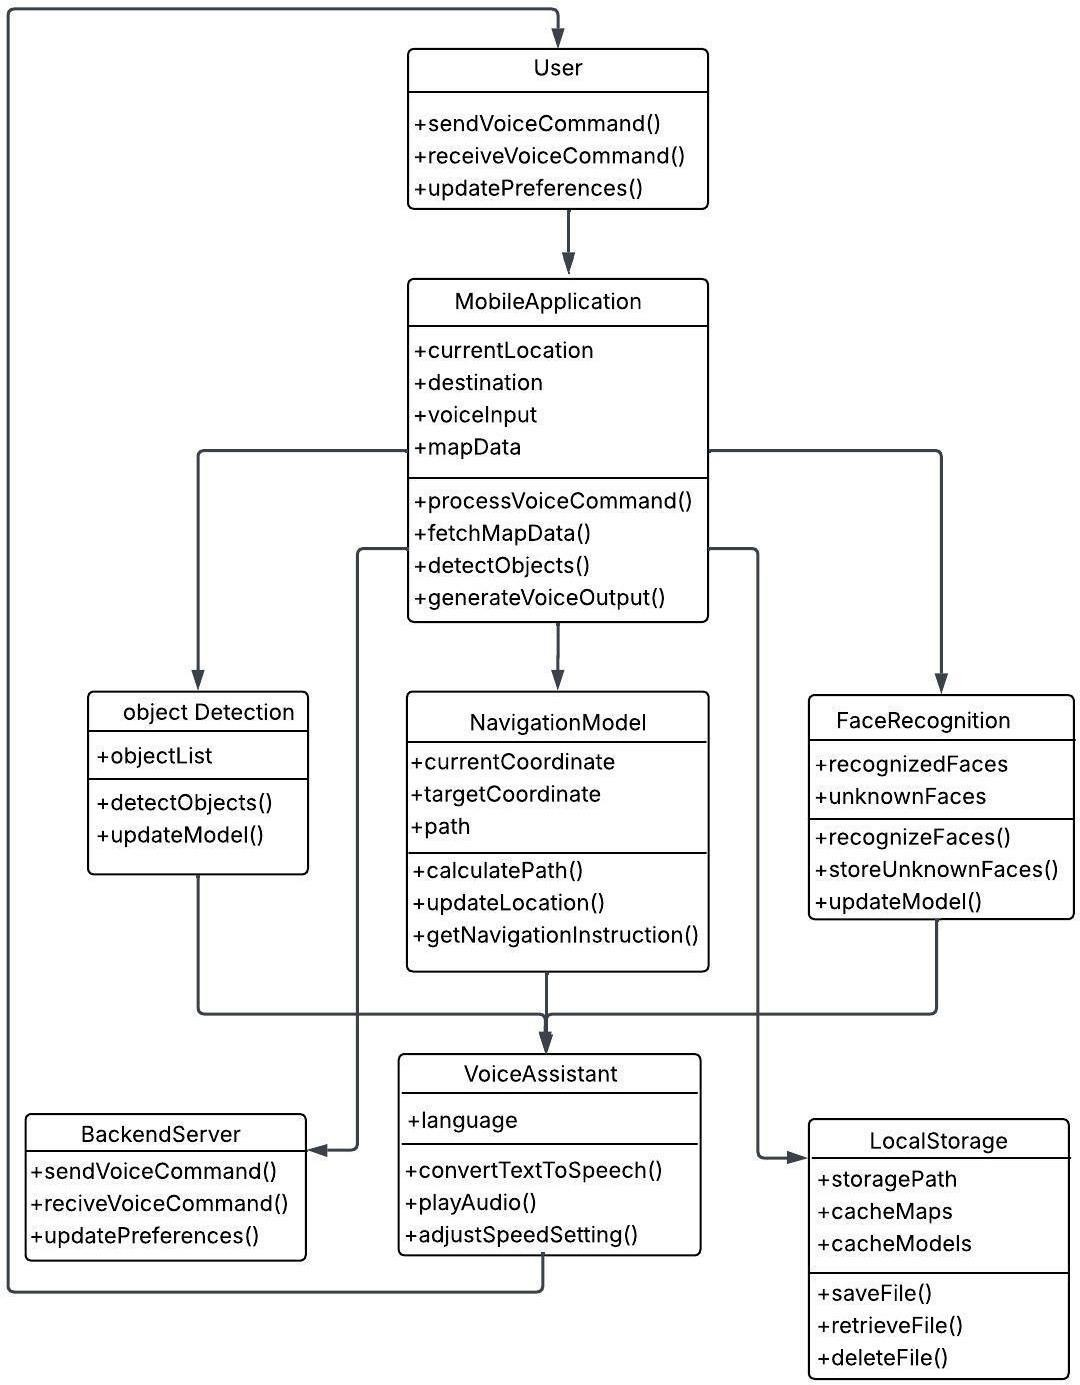 User
+sendVoiceCommand()
+receiveVoiceCommand()
+updatePreferences()
MobileApplication
+currentLocation
+destination
+voiceInput
+mapData
+processVoiceCommand()
+fetchMapData()
+detectObjects()
+generateVoiceOutput()
object Detection
+objectList
+detectObjects()
+updateModel()
NavigationModel
+currentCoordinate
+targetCoordinate
+path
+calculatePath()
+updateLocation()
+getNavigationInstruction()
FaceRecognition
+recognizedFaces
+unknownFaces
+recognizeFaces()
+storeUnknownFaces()
+updateModel()
BackendServer
+sendVoiceCommand()
+reciveVoiceCommand()
+updatePreferences()
VoiceAssistant
+language
+convertTextToSpeech()
+playAudio()
+adjustSpeedSetting()
LocalStorage
+storagePath
+cacheMaps
+cacheModels
+saveFile()
+retrieveFile()
+deleteFile()